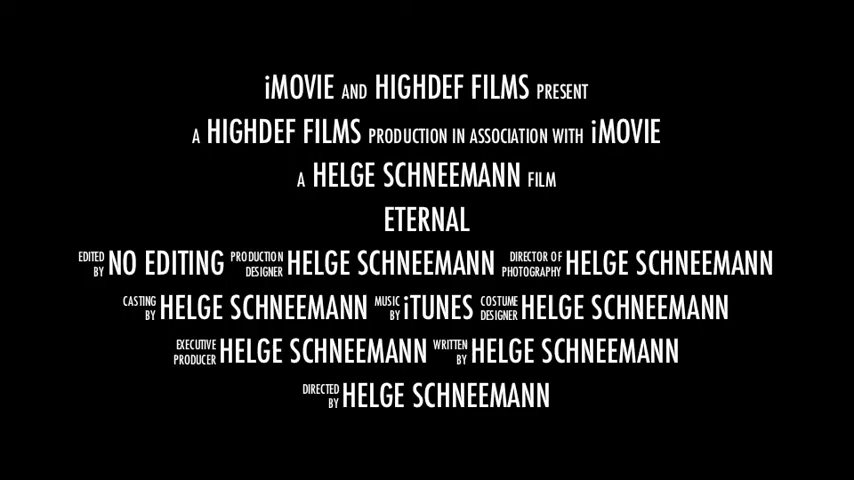 iMOVIE AND HIGHDEF FILMS PRESENT
A HIGHDEF FILMS PRODUCTION IN ASSOCIATION WITH iMOVIE
A HELGE SCHNEEMANN FILM
ETERNAL
EDITED BY NO EDITING PRODUCTION DESIGNER HELGE SCHNEEMANN DIRECTOR OF PHOTOGRAPHY HELGE SCHNEEMANN
CASTING BY HELGE SCHNEEMANN MUSIC BY iTUNES COSTUME DESIGNER HELGE SCHNEEMANN
EXECUTIVE PRODUCER HELGE SCHNEEMANN WRITTEN BY HELGE SCHNEEMANN
DIRECTED BY HELGE SCHNEEMANN